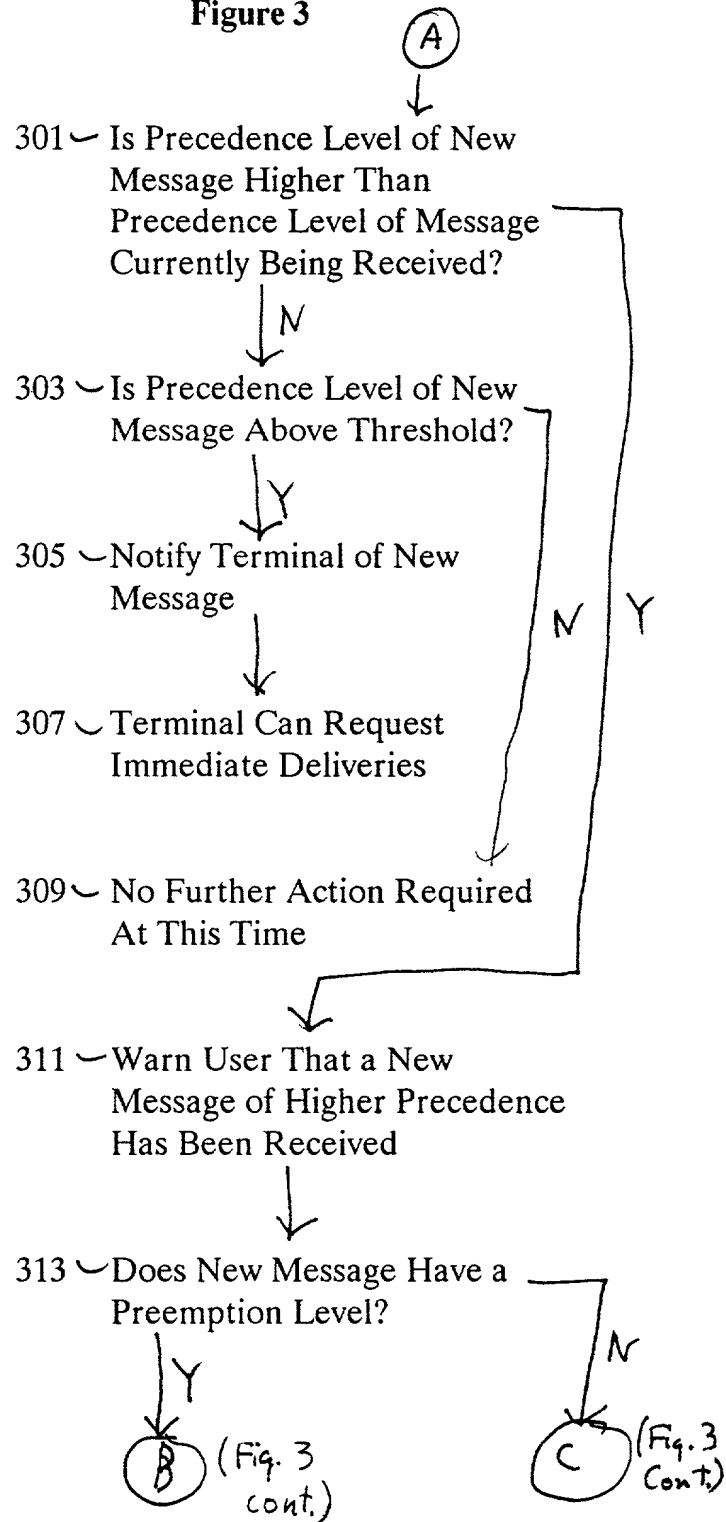 Figure 3
A
301 Is Precedence Level of New
Message Higher Than
Precedence Level of Message
Currently Being Received?
N
303 Is Precedence Level of New
Message Above Threshold?
Y
305 Notify Terminal of New
Message
N Y
307 Terminal Can Request
Immediate Deliveries
309 No Further Action Required
At This Time
311 Warn User That a New
Message of Higher Precedence
Has Been Received
313 Does New Message Have a
Preemption Level?
Y
N
B (Fig. 3
cont.)
C (Fig. 3
Cont.)